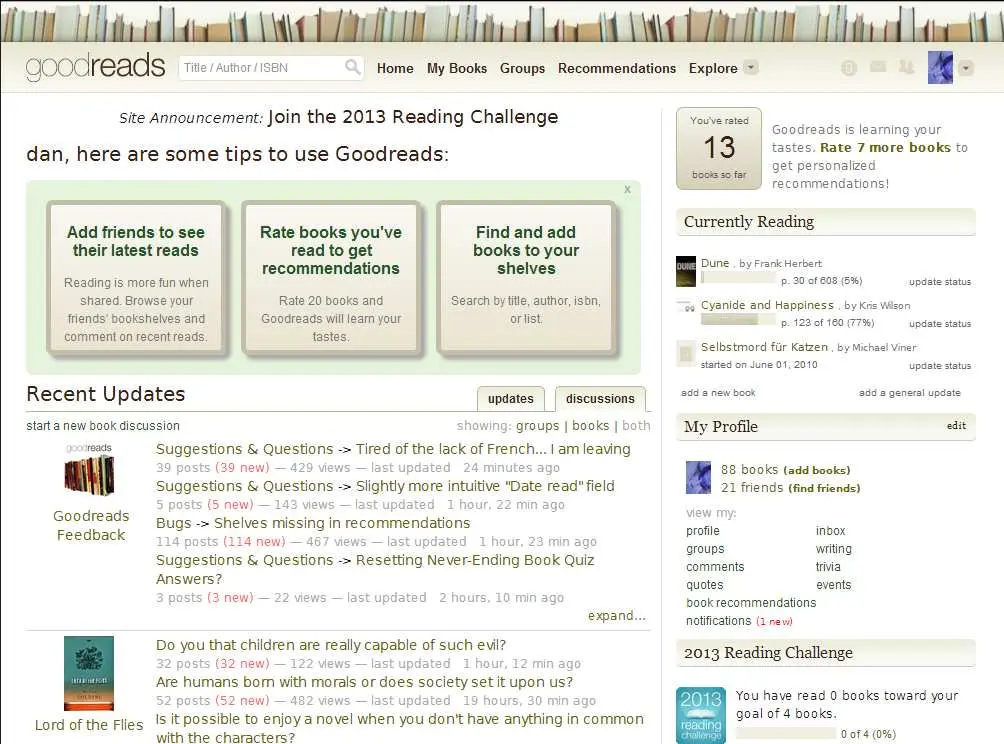 goodreads
Title / Author / ISBN
Home My Books Groups Recommendations Explore
Site Announcement: Join the 2013 Reading Challenge
dan, here are some tips to use Goodreads:
x
Add friends to see
their latest reads
Reading is more fun when
shared. Browse your
friends' bookshelves and
comment on recent reads.
Rate books you've
read to get
recommendations
Rate 20 books and
Goodreads will learn your
tastes.
Find and add
books to your
shelves
Search by title, author, isbn,
or list.
Recent Updates
updates
discussions
start a new book discussion
showing: groups | books | both
goodreads
Goodreads
Feedback
Suggestions & Questions -> Tired of the lack of French... I am leaving
39 posts (39 new) — 429 views — last updated 24 minutes ago
Suggestions & Questions -> Slightly more intuitive "Date read" field
5 posts (5 new) — 143 views — last updated 1 hour, 22 min ago
Bugs -> Shelves missing in recommendations
114 posts (114 new) — 467 views — last updated 1 hour, 23 min ago
Suggestions & Questions -> Resetting Never-Ending Book Quiz
Answers?
3 posts (3 new) — 22 views — last updated 2 hours, 10 min ago
expand...
Lord of the Flies
Do you that children are really capable of such evil?
32 posts (32 new) — 122 views — last updated 1 hour, 12 min ago
Are humans born with morals or does society set it upon us?
52 posts (52 new) — 482 views — last updated 19 hours, 30 min ago
Is it possible to enjoy a novel when you don't have anything in common
with the characters?
You've rated
13
books so far
Goodreads is learning your
tastes. Rate 7 more books to
get personalized
recommendations!
Currently Reading
DUNE
Dune , by Frank Herbert
p. 30 of 608 (5%)
update status
Cyanide and Happiness , by Kris Wilson
p. 123 of 160 (77%)
update status
Selbstmord für Katzen , by Michael Viner
started on June 01, 2010
update status
add a new book
add a general update
My Profile
edit
88 books (add books)
21 friends (find friends)
view my:
profile
inbox
groups
writing
comments
trivia
quotes
events
book recommendations
notifications (1 new)
2013 Reading Challenge
2013
reading
challenge
You have read 0 books toward your
goal of 4 books.
0 of 4 (0%)